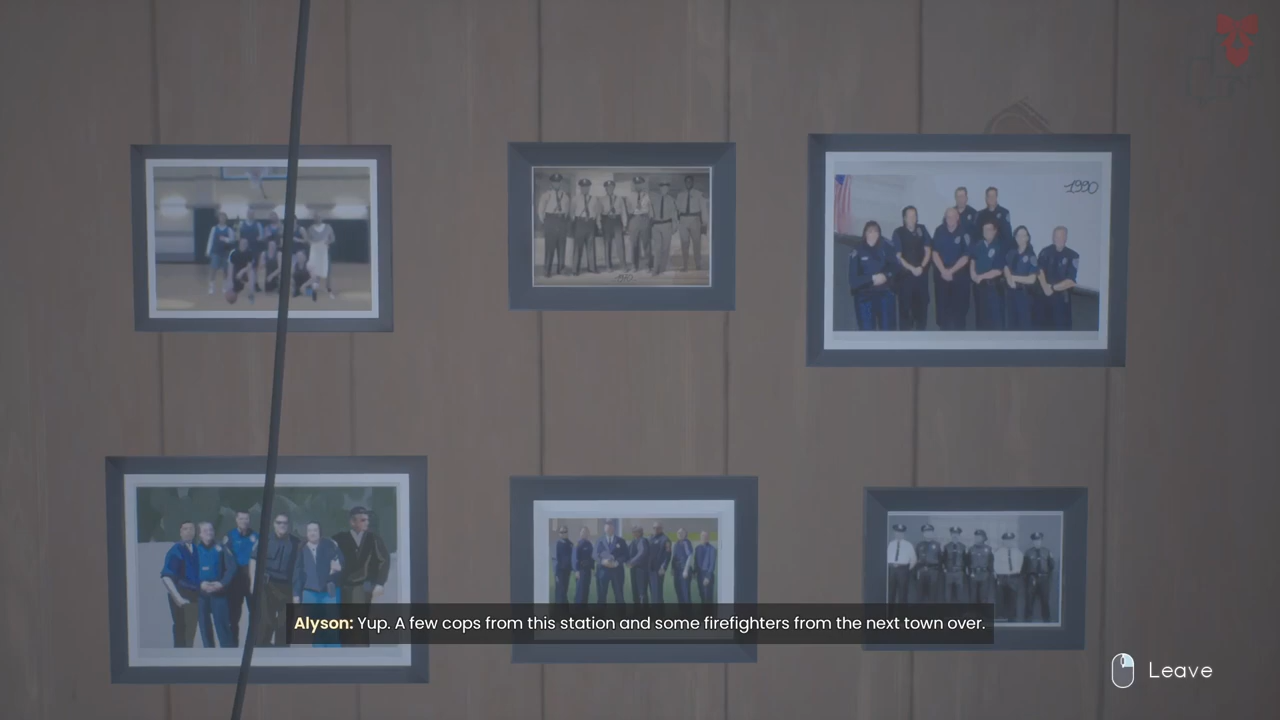 1990
Alyson: Yup. A few cops from this station and some firefighters from the next town over.
Leave